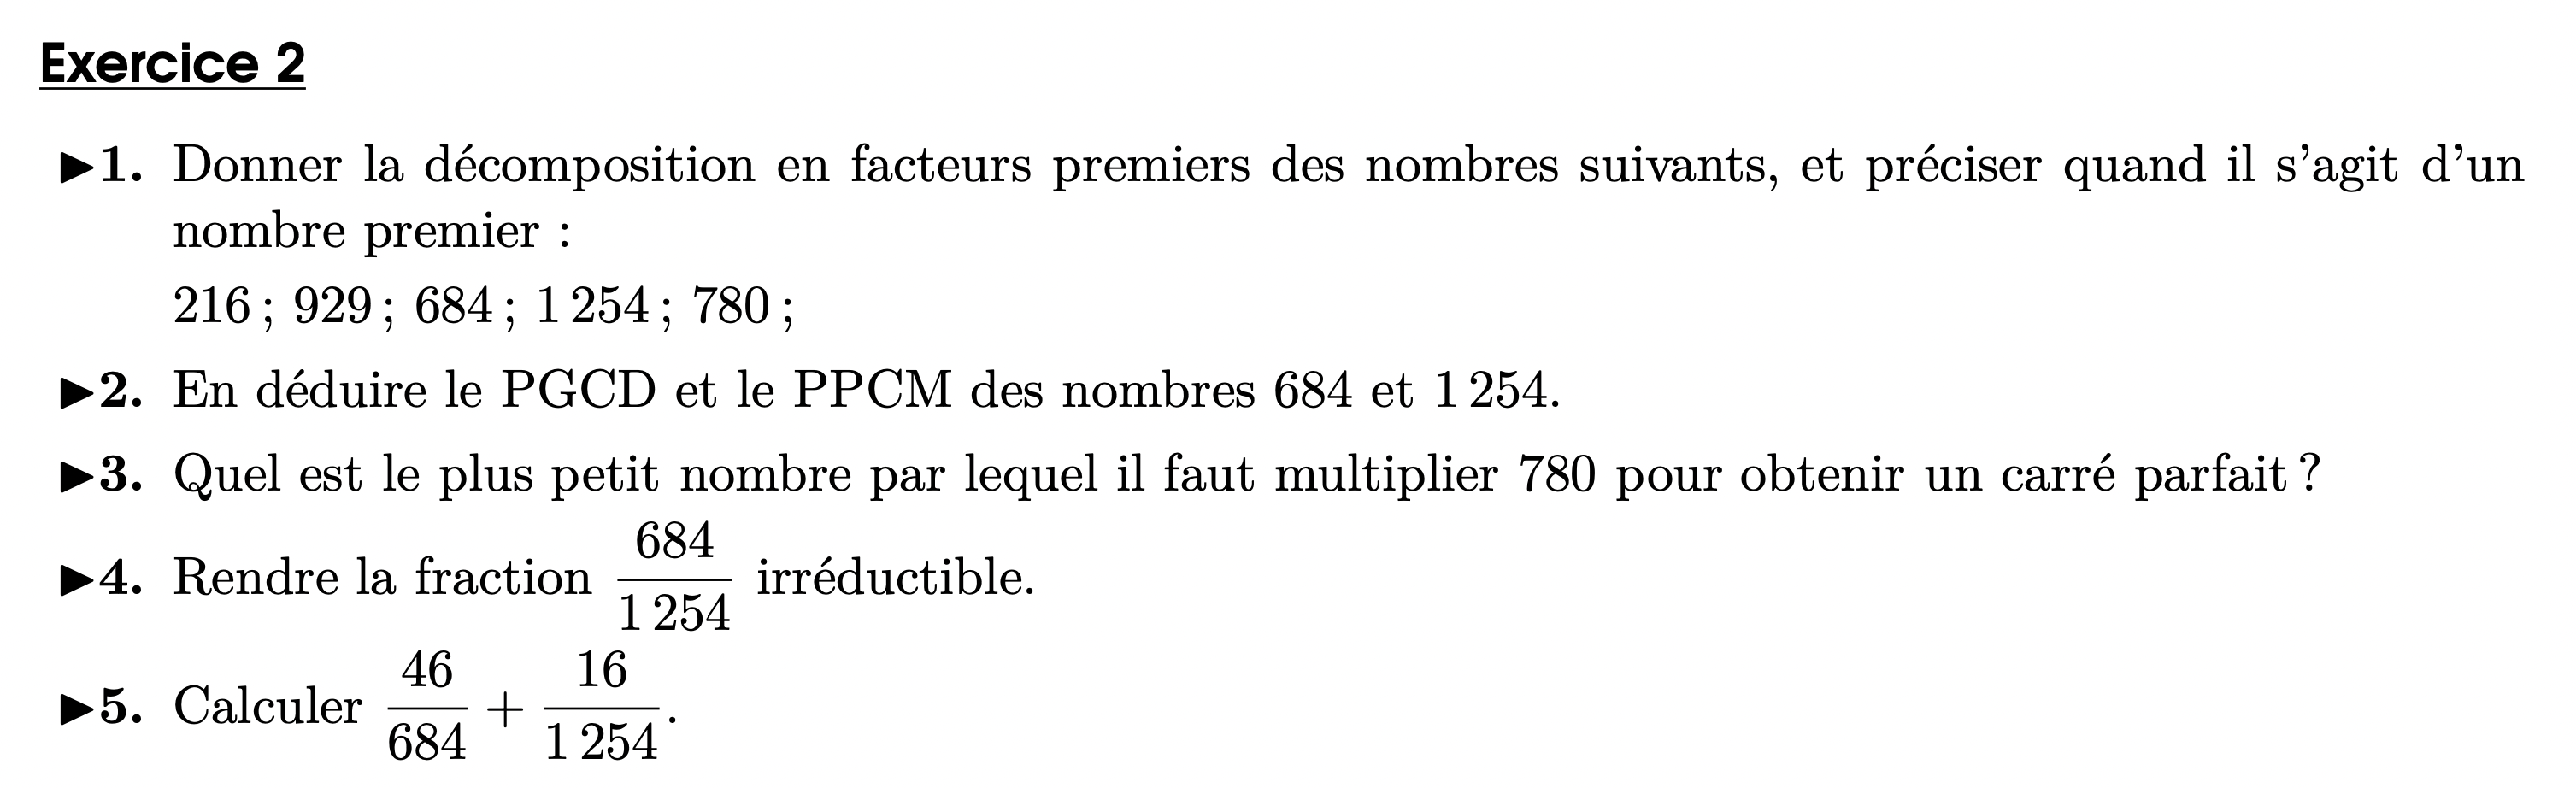 Exercice 2
▶1. Donner la décomposition en facteurs premiers des nombres suivants, et préciser quand il s’agit d’un
nombre premier :
216 ; 929 ; 684 ; 1 254 ; 780 ;
▶2. En déduire le PGCD et le PPCM des nombres 684 et 1 254.
▶3. Quel est le plus petit nombre par lequel il faut multiplier 780 pour obtenir un carré parfait ?
▶4. Rendre la fraction 684/1 254 irréductible.
▶5. Calculer 46/684 + 16/1 254.